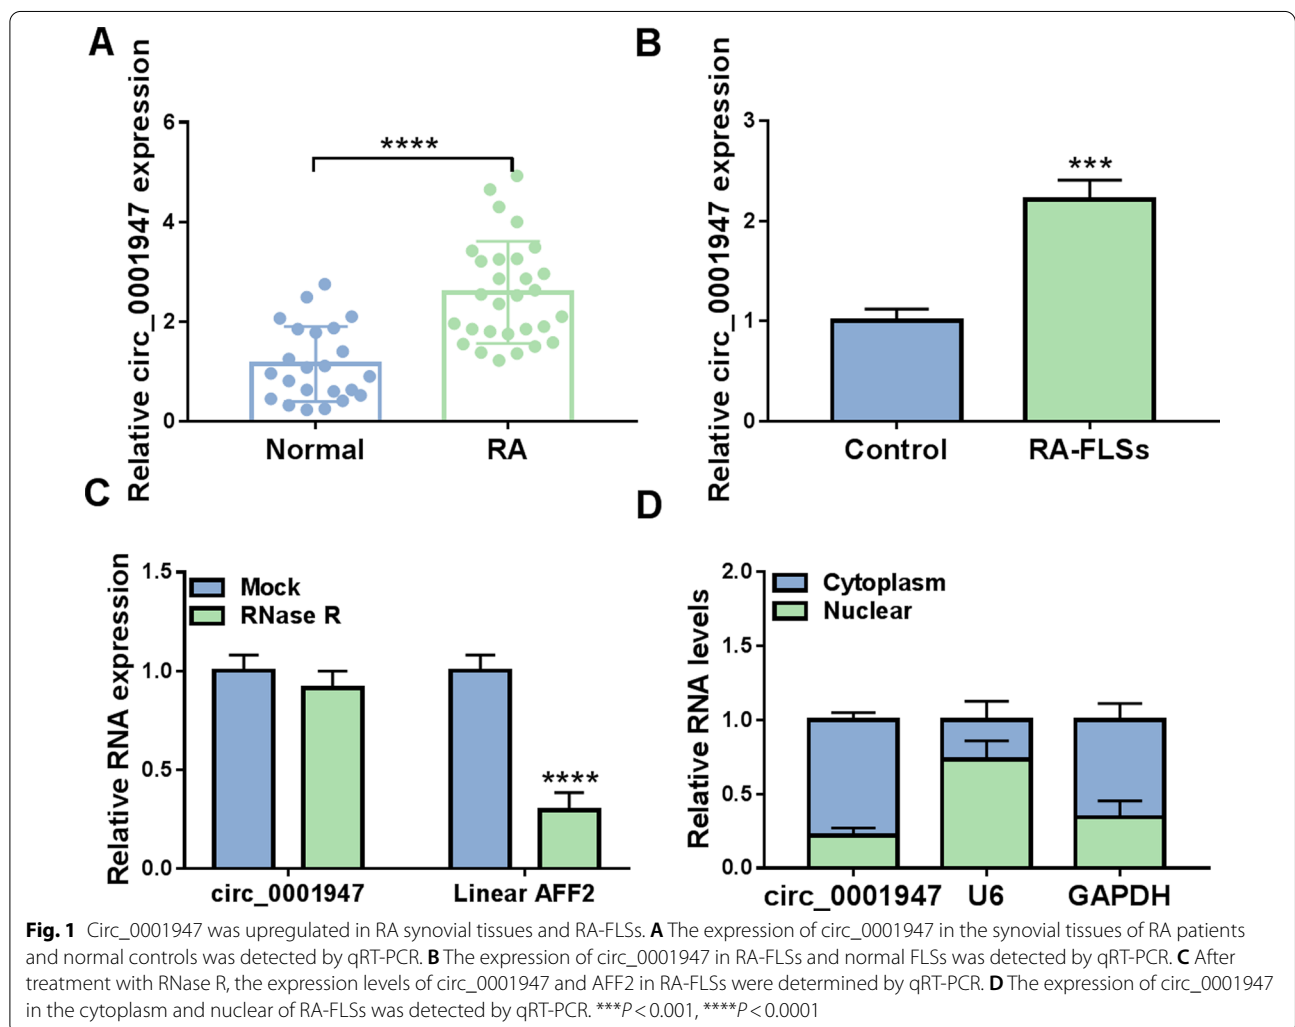 A
Relative circ_0001947 expression
6
4
2
0
****
Normal
RA
B
Relative circ_0001947 expression
3
2
1
0
***
Control
RA-FLSs
C
Relative RNA expression
1.5
1.0
0.5
0.0
Mock
RNase R
****
circ_0001947
Linear AFF2
D
Relative RNA levels
2.0
1.5
1.0
0.5
0.0
Cytoplasm
Nuclear
circ_0001947
U6
GAPDH
Fig. 1 Circ_0001947 was upregulated in RA synovial tissues and RA-FLSs. A The expression of circ_0001947 in the synovial tissues of RA patients
and normal controls was detected by qRT-PCR. B The expression of circ_0001947 in RA-FLSs and normal FLSs was detected by qRT-PCR. C After
treatment with RNase R, the expression levels of circ_0001947 and AFF2 in RA-FLSs were determined by qRT-PCR. D The expression of circ_0001947
in the cytoplasm and nuclear of RA-FLSs was detected by qRT-PCR. ***P < 0.001, ****P < 0.0001